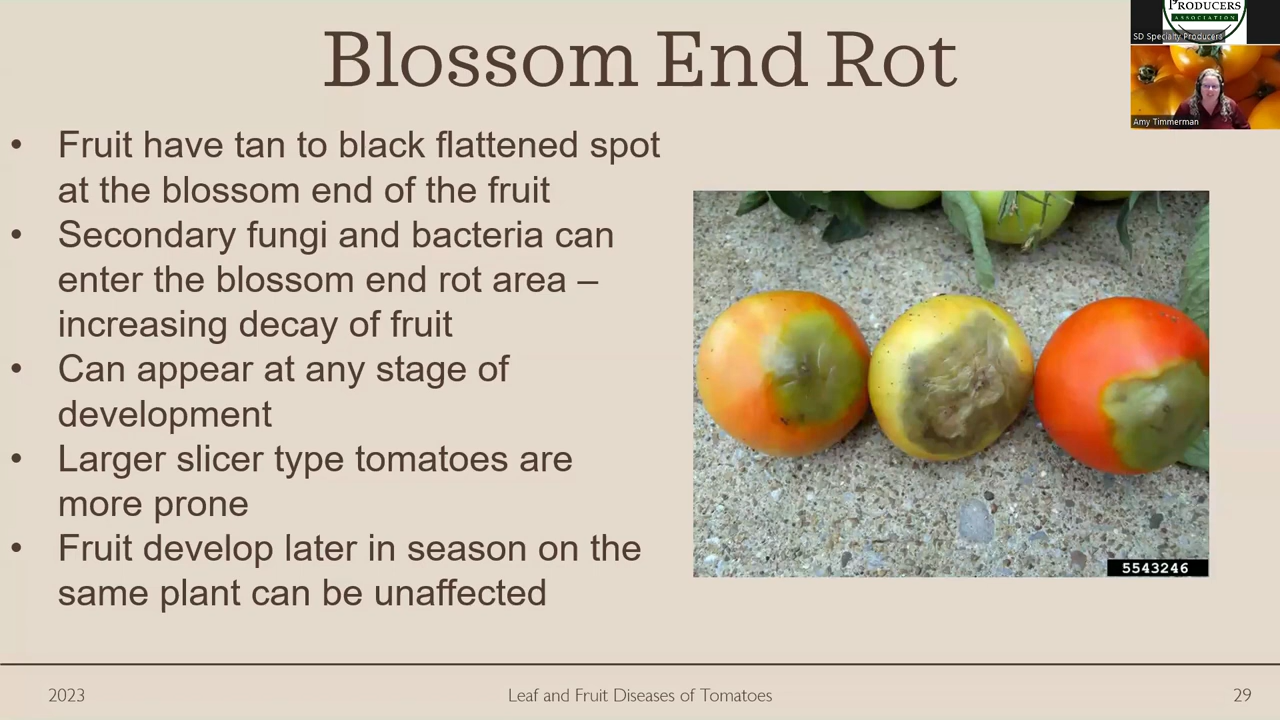 Blossom End Rot
PRODUCERS
ASSOCIATION
SD Specialty Producers
Amy Timmerman
• Fruit have tan to black flattened spot
at the blossom end of the fruit
• Secondary fungi and bacteria can
enter the blossom end rot area –
increasing decay of fruit
• Can appear at any stage of
development
• Larger slicer type tomatoes are
more prone
• Fruit develop later in season on the
same plant can be unaffected
5543246
2023
Leaf and Fruit Diseases of Tomatoes
29